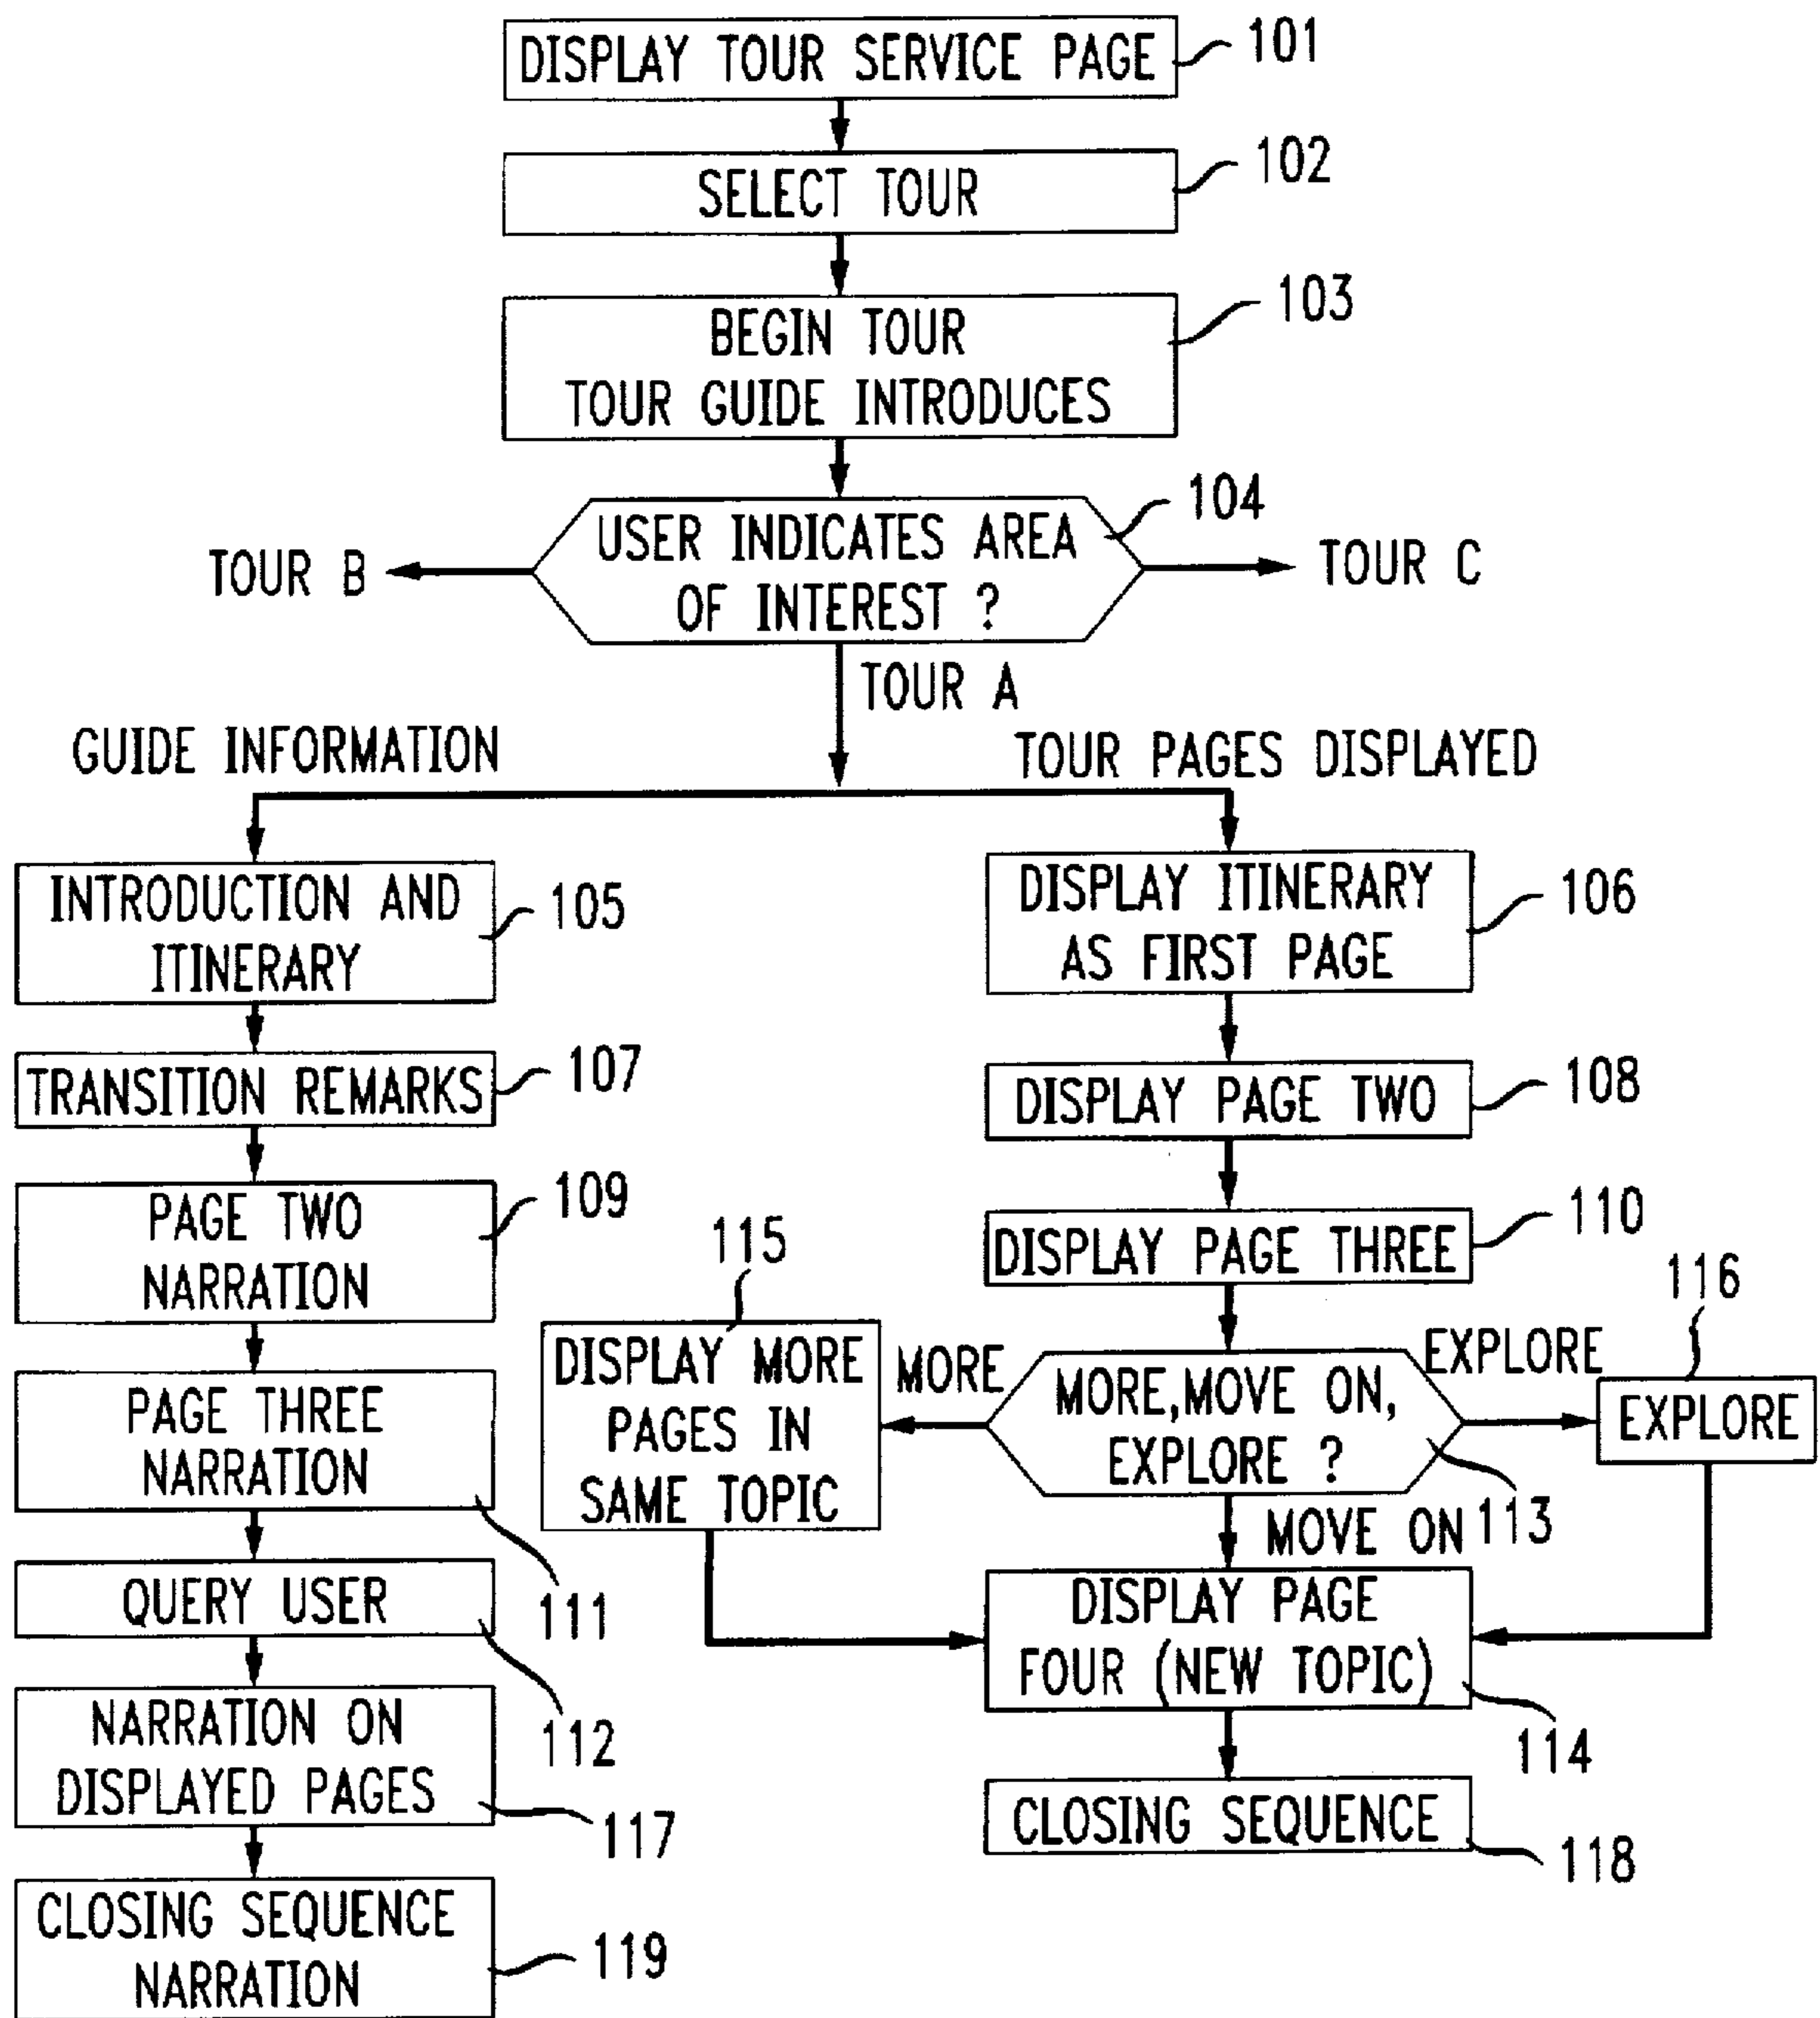 DISPLAY TOUR SERVICE PAGE
101
SELECT TOUR
102
BEGIN TOUR
TOUR GUIDE INTRODUCES
103
USER INDICATES AREA
OF INTEREST ?
104
TOUR B
TOUR C
TOUR A
GUIDE INFORMATION
TOUR PAGES DISPLAYED
INTRODUCTION AND
ITINERARY
105
DISPLAY ITINERARY
AS FIRST PAGE
106
TRANSITION REMARKS
107
DISPLAY PAGE TWO
108
PAGE TWO
NARRATION
109
DISPLAY PAGE THREE
110
PAGE THREE
NARRATION
111
115
DISPLAY MORE
PAGES IN
SAME TOPIC
MORE
MORE,MOVE ON,
EXPLORE ?
113
EXPLORE
116
EXPLORE
MOVE ON
QUERY USER
112
DISPLAY PAGE
FOUR (NEW TOPIC)
114
NARRATION ON
DISPLAYED PAGES
117
CLOSING SEQUENCE
118
CLOSING SEQUENCE
NARRATION
119